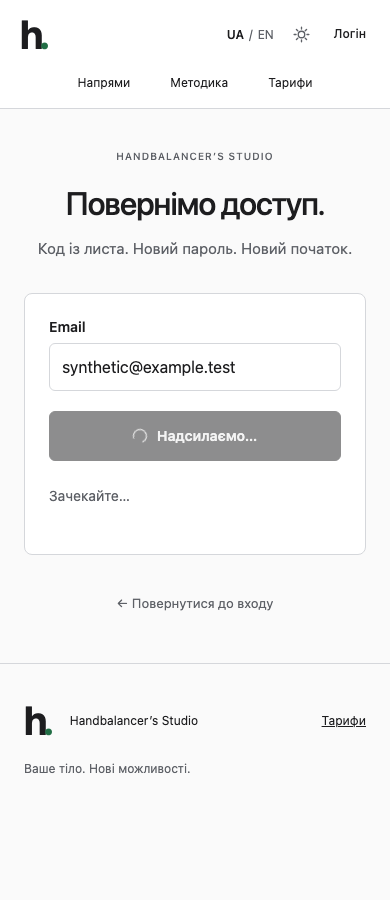 h.
UA / EN
Логін
Напрями
Методика
Тарифи
HANDBALANCER’S STUDIO
Повернімо доступ.
Код із листа. Новий пароль. Новий початок.
Email
synthetic@example.test
Надсилаємо…
Зачекайте…
← Повернутися до входу
h.
Handbalancer’s Studio
Тарифи
Ваше тіло. Нові можливості.